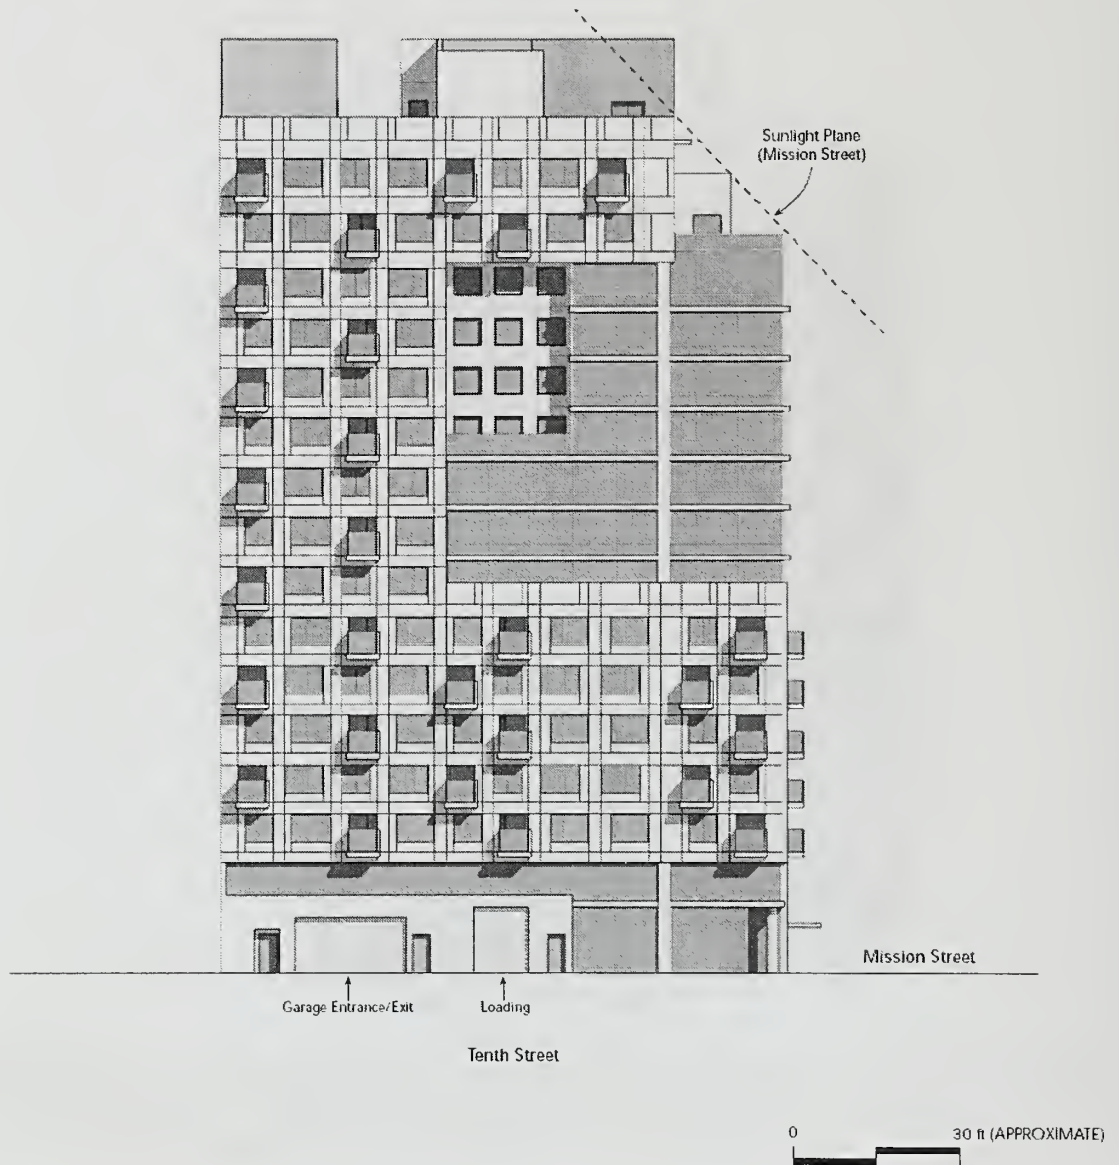 Sunlight Plane
(Mission Street)
Mission Street
Garage Entrance/Exit
Loading
Tenth Street
0
30 ft (APPROXIMATE)